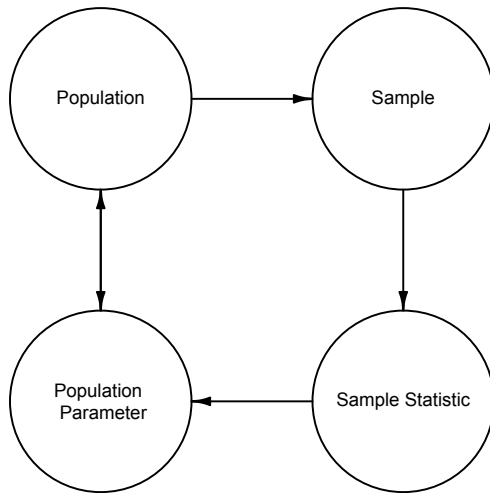 Population
Sample
Population
Parameter
Sample Statistic